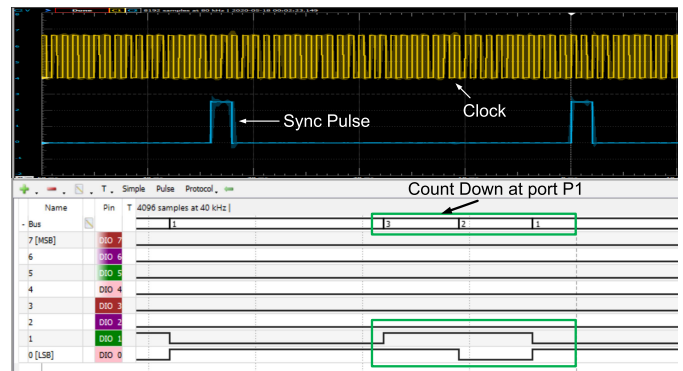 Done C1 C2 8192 samples at 80 kHz | 2020-05-18 00:02:23.149
Clock
Sync Pulse
Count Down at port P1
T Simple Pulse Protocol
Name Pin T 4096 samples at 40 kHz |
- Bus 1 3 2 1
7 [MSB] DIO 7
6 DIO 6
5 DIO 5
4 DIO 4
3 DIO 3
2 DIO 2
1 DIO 1
0 [LSB] DIO 0